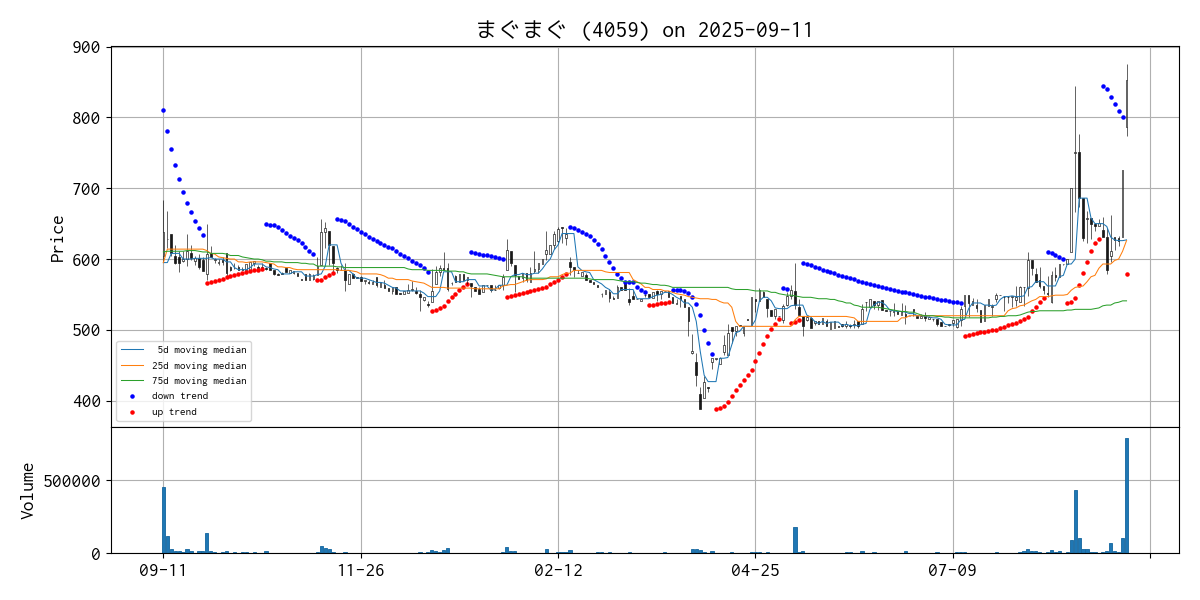 まぐまぐ (4059) on 2025-09-11
900
800
700
600
500
400
Price
5d moving median
25d moving median
75d moving median
down trend
up trend
Volume
500000
0
09-11
11-26
02-12
04-25
07-09